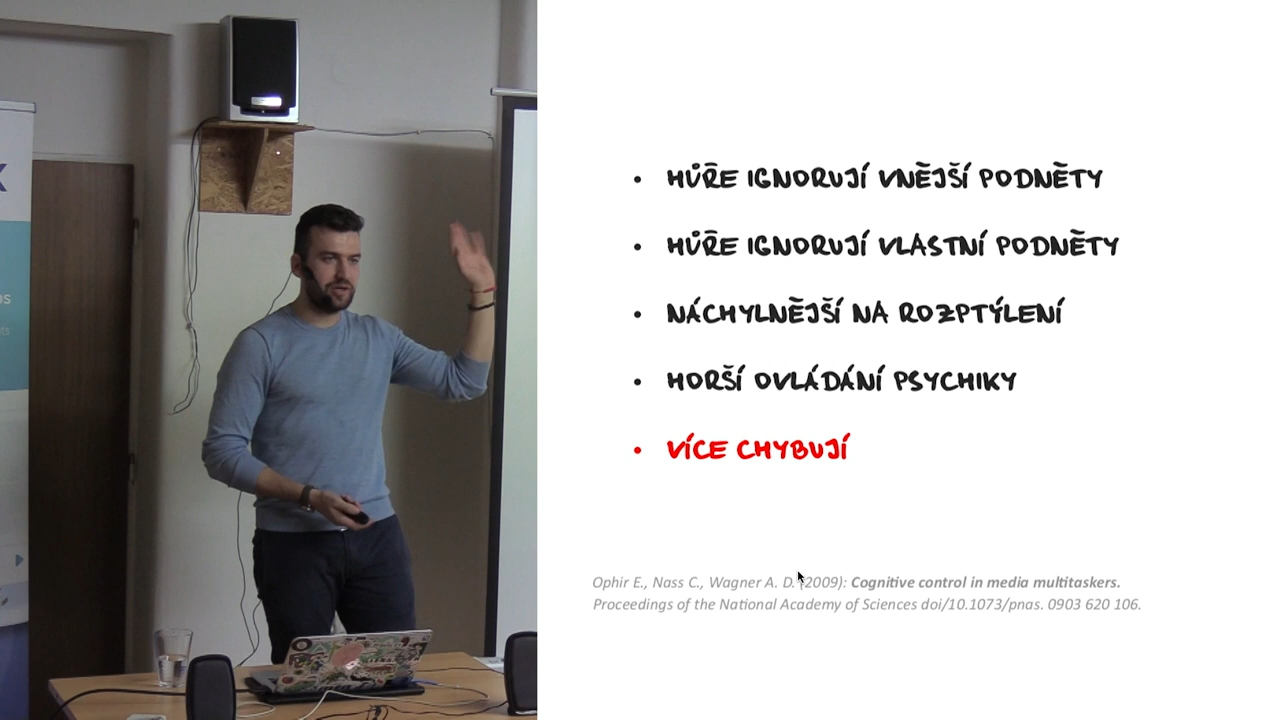 • HŮŘE IGNORUJÍ VNĚJŠÍ PODNĚTY
• HŮŘE IGNORUJÍ VLASTNÍ PODNĚTY
• NÁCHYLNĚJŠÍ NA ROZPTÝLENÍ
• HORŠÍ OVLÁDÁNÍ PSYCHIKY
• VÍCE CHYBUJÍ
Ophir E., Nass C., Wagner A. D. (2009): Cognitive control in media multitaskers.
Proceedings of the National Academy of Sciences doi/10.1073/pnas. 0903 620 106.